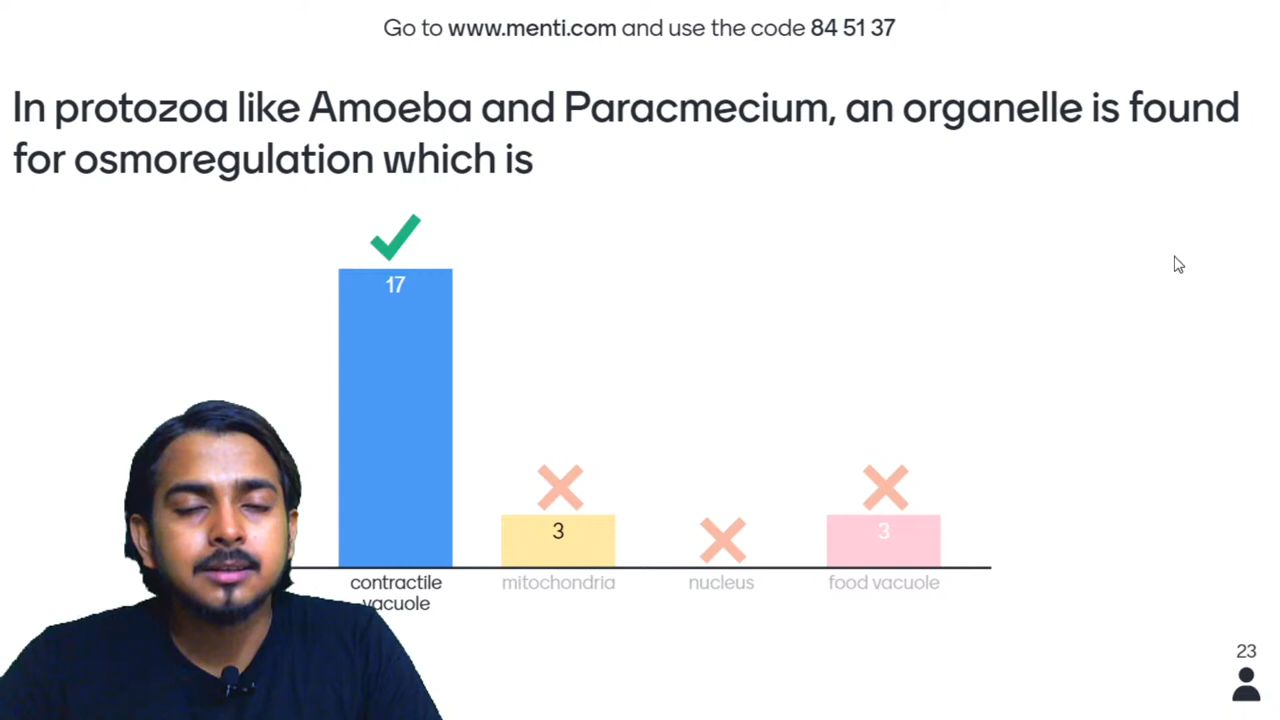 Go to www.menti.com and use the code 84 51 37
In protozoa like Amoeba and Paracmecium, an organelle is found
for osmoregulation which is
17
3
3
contractile
vacuole
mitochondria
nucleus
food vacuole
23